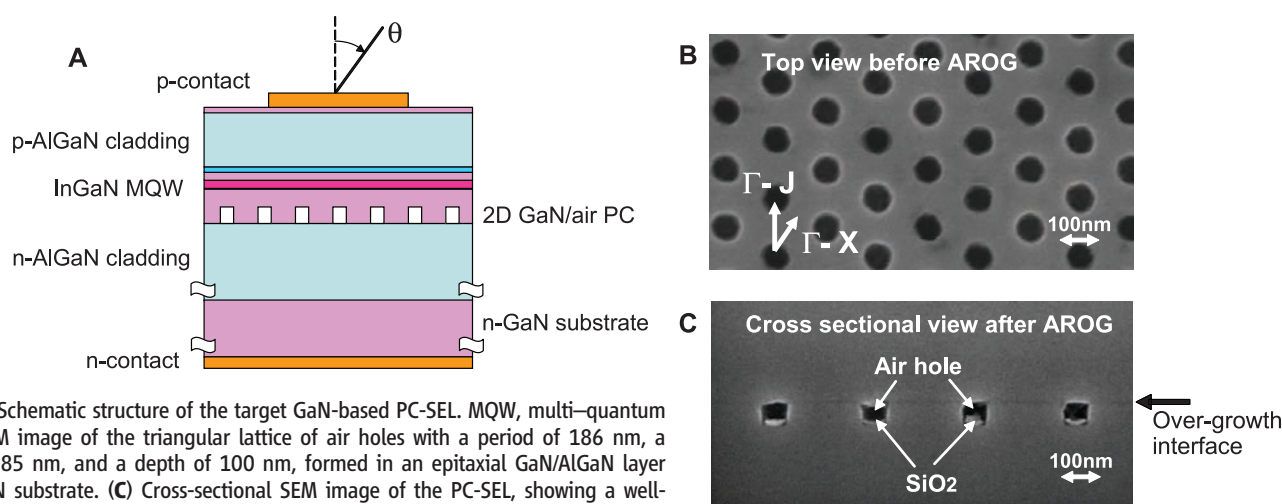 A
θ
p-contact
p-AlGaN cladding
InGaN MQW
2D GaN/air PC
n-AlGaN cladding
n-GaN substrate
n-contact
B
Top view before AROG
Γ- J
Γ- X
100nm
C
Cross sectional view after AROG
Air hole
SiO2
100nm
Over-growth
interface
Schematic structure of the target GaN-based PC-SEL. MQW, multi–quantum
M image of the triangular lattice of air holes with a period of 186 nm, a
85 nm, and a depth of 100 nm, formed in an epitaxial GaN/AlGaN layer
N substrate. (C) Cross-sectional SEM image of the PC-SEL, showing a well-